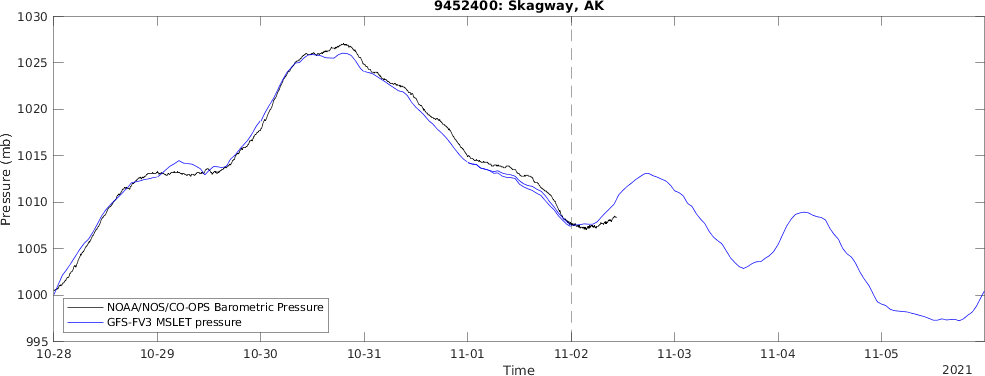 9452400: Skagway, AK
Pressure (mb)
1030
1025
1020
1015
1010
1005
1000
995
NOAA/NOS/CO-OPS Barometric Pressure
GFS-FV3 MSLET pressure
10-28 10-29 10-30 10-31 11-01 11-02 11-03 11-04 11-05
Time
2021